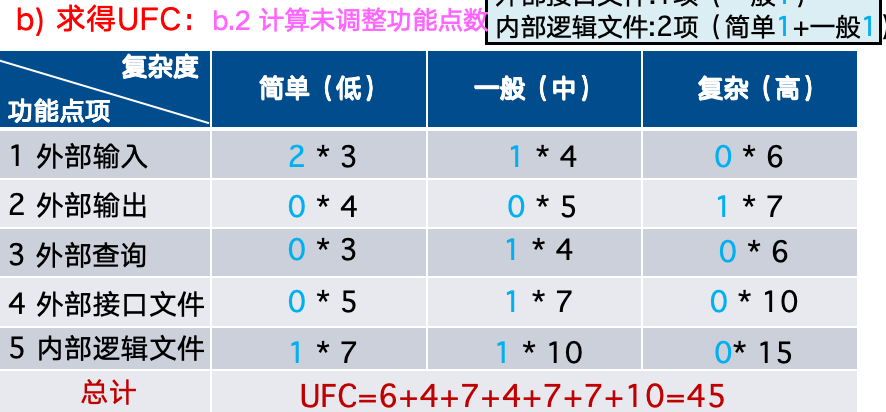 b) 求得UFC：b.2 计算未调整功能点数
内部逻辑文件:2项（简单1+一般1）
复杂度
功能点项
简单（低）
一般（中）
复杂（高）
1 外部输入 2 * 3 1 * 4 0 * 6
2 外部输出 0 * 4 0 * 5 1 * 7
3 外部查询 0 * 3 1 * 4 0 * 6
4 外部接口文件 0 * 5 1 * 7 0 * 10
5 内部逻辑文件 1 * 7 1 * 10 0* 15
总计 UFC=6+4+7+4+7+7+10=45